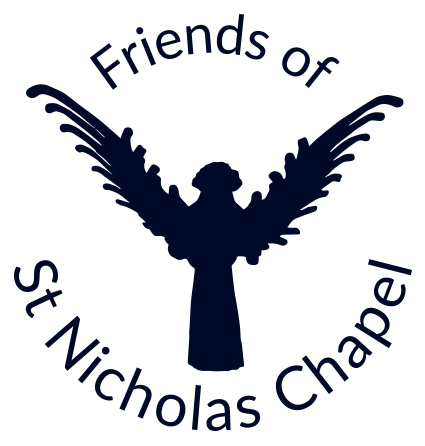 Friends of
St Nicholas Chapel